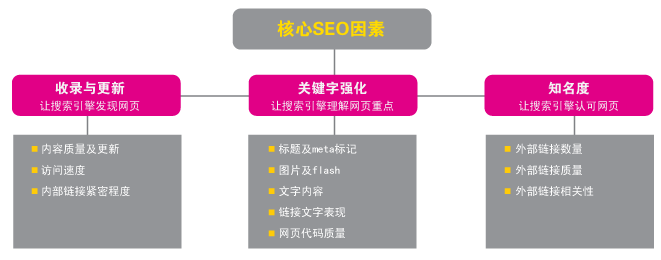 核心SEO因素
收录与更新
让搜索引擎发现网页
内容质量及更新
访问速度
内部链接紧密程度
关键字强化
让搜索引擎理解网页重点
标题及meta标记
图片及flash
文字内容
链接文字表现
网页代码质量
知名度
让搜索引擎认可网页
外部链接数量
外部链接质量
外部链接相关性